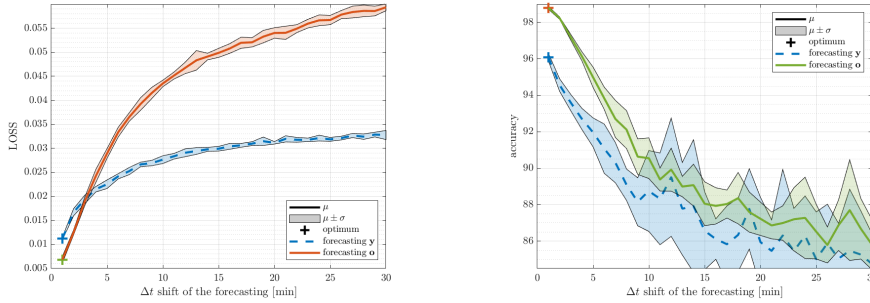 0.055
0.05
0.045
0.04
0.035
0.03
0.025
0.02
0.015
0.01
0.005
LOSS
0 5 10 15 20 25 30
Δt shift of the forecasting [min]
μ
μ ± σ
optimum
forecasting y
forecasting o
98
96
94
92
90
88
86
accuracy
0 5 10 15 20 25 30
Δt shift of the forecasting [min]
μ
μ ± σ
optimum
forecasting y
forecasting o